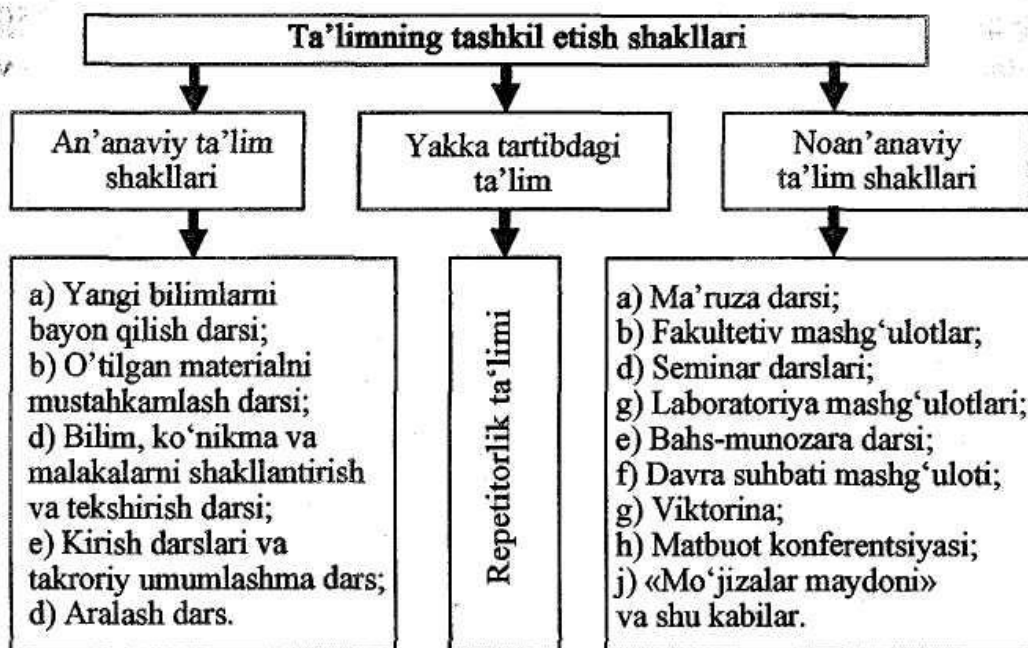 Ta’limning tashkil etish shakllari
An’anaviy ta’lim
shakllari
Yakka tartibdagi
ta’lim
Noan’anaviy
ta’lim shakllari
a) Yangi bilimlarni
bayon qilish darsi;
b) O’tilgan materialni
mustahkamlash darsi;
d) Bilim, ko‘nikma va
malakalarni shakllantirish
va tekshirish darsi;
e) Kirish darslari va
takroriy umumlashma dars;
d) Aralash dars.
Repetitorlik ta‘limi
a) Ma’ruza darsi;
b) Fakultetiv mashg‘ulotlar;
d) Seminar darslari;
g) Laboratoriya mashg‘ulotlari;
e) Bahs-munozara darsi;
f) Davra suhbati mashg‘uloti;
g) Viktorina;
h) Matbuot konferentsiyasi;
j) «Mo‘jizalar maydoni»
va shu kabilar.